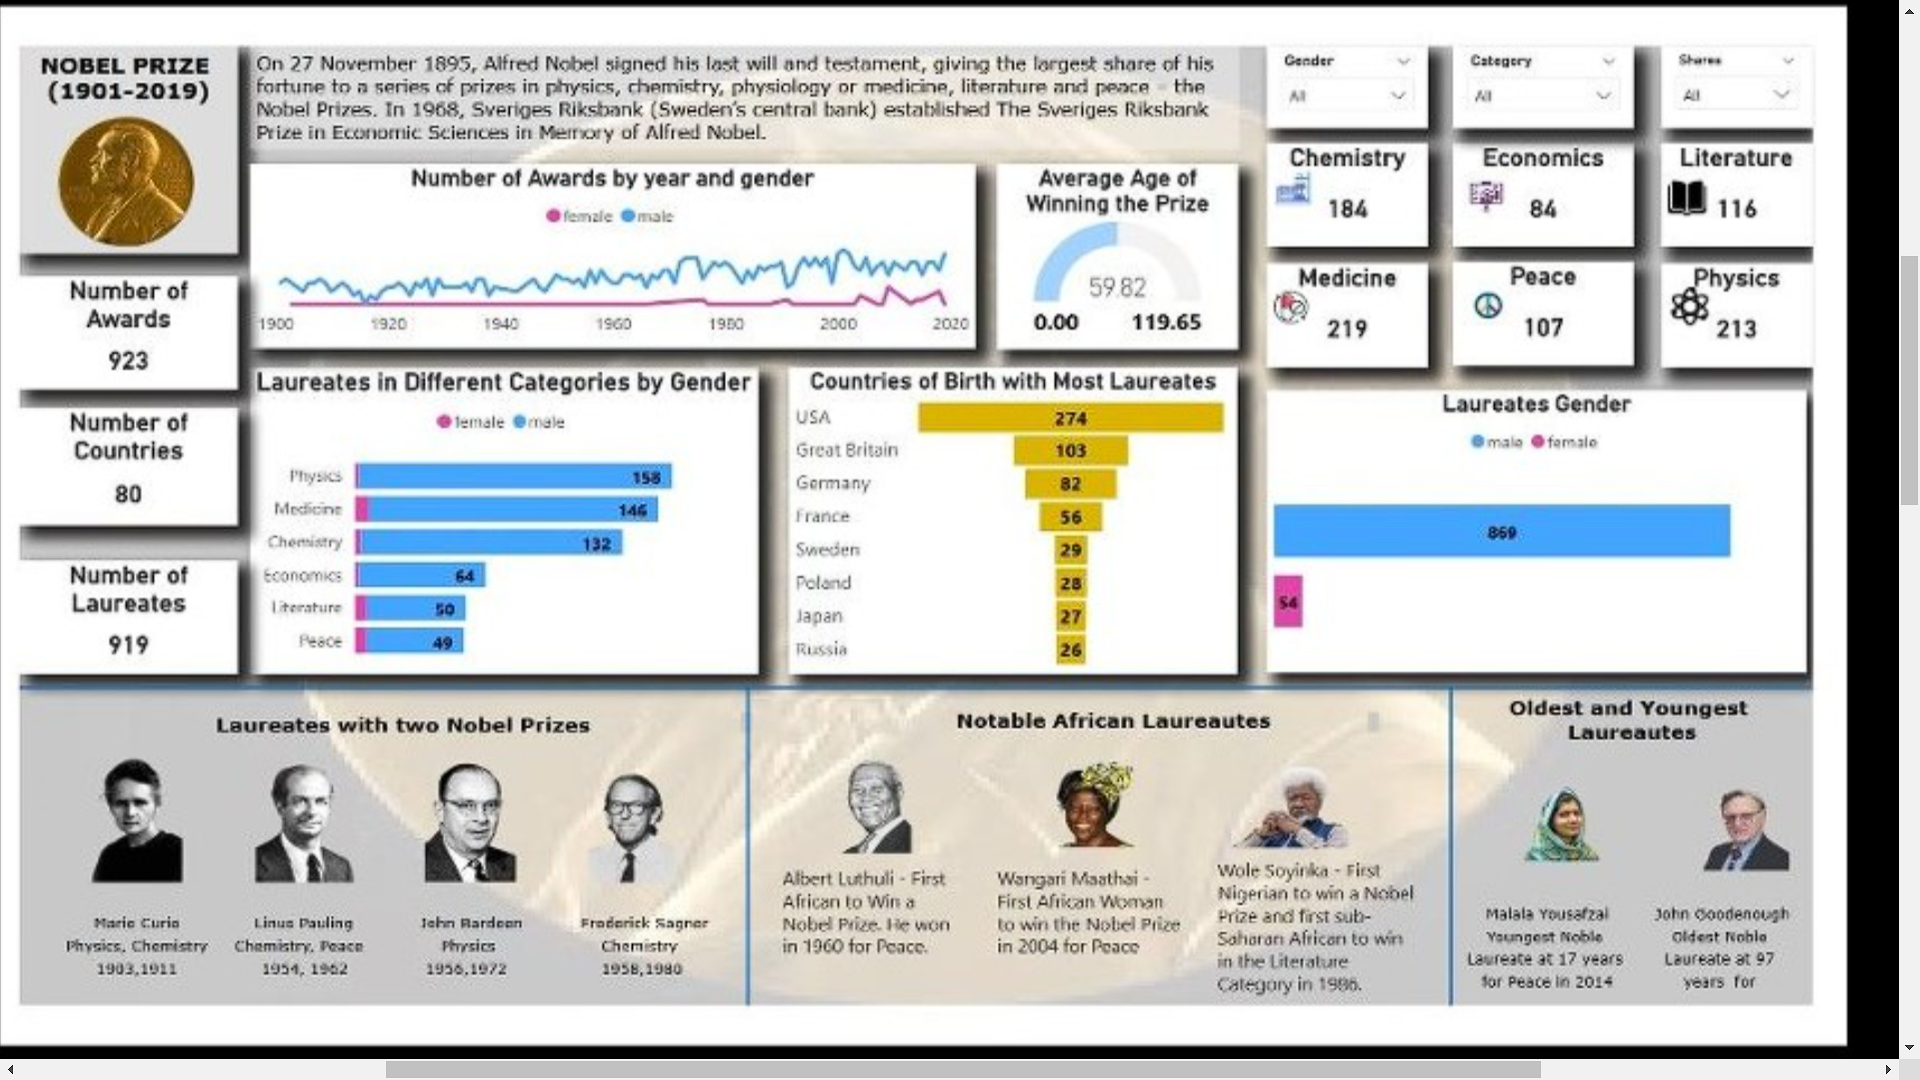 NOBEL PRIZE
(1901-2019)
On 27 November 1895, Alfred Nobel signed his last will and testament, giving the largest share of his
fortune to a series of prizes in physics, chemistry, physiology or medicine, literature and peace – the
Nobel Prizes. In 1968, Sveriges Riksbank (Sweden's central bank) established The Sveriges Riksbank
Prize in Economic Sciences in Memory of Alfred Nobel.
Gender
All
Category
All
Shares
All
Number of Awards
923
Number of Countries
80
Number of Laureates
919
Number of Awards by year and gender
female male
1900 1920 1940 1960 1980 2000 2020
Average Age of
Winning the Prize
59.82
0.00 119.65
Chemistry
184
Economics
84
Literature
116
Medicine
219
Peace
107
Physics
213
Laureates in Different Categories by Gender
female male
Physics 158
Medicine 146
Chemistry 132
Economics 64
Literature 50
Peace 49
Countries of Birth with Most Laureates
USA 274
Great Britain 103
Germany 82
France 56
Sweden 29
Poland 28
Japan 27
Russia 26
Laureates Gender
male female
869
54
Laureates with two Nobel Prizes
Marie Curie
Physics, Chemistry
1903,1911
Linus Pauling
Chemistry, Peace
1954, 1962
John Bardeen
Physics
1956,1972
Frederick Sagner
Chemistry
1958,1980
Notable African Laureautes
Albert Luthuli - First
African to Win a
Nobel Prize. He won
in 1960 for Peace.
Wangari Maathai -
First African Woman
to win the Nobel Prize
in 2004 for Peace
Wole Soyinka - First
Nigerian to win a Nobel
Prize and first sub-
Saharan African to win
in the Literature
Category in 1986.
Oldest and Youngest
Laureautes
Malala Yousafzai
Youngest Noble
Laureate at 17 years
for Peace in 2014
John Goodenough
Oldest Noble
Laureate at 97
years for